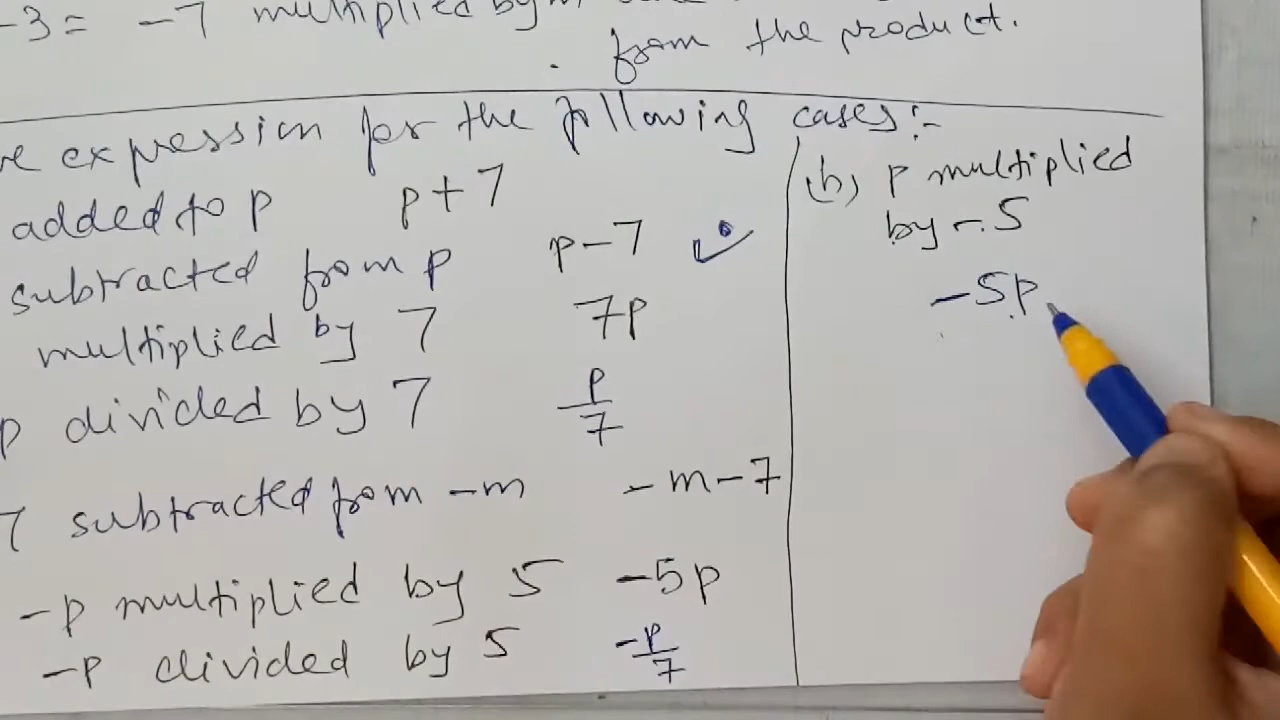 -3 = -7 multiplied by
from the product.
ve expression for the following cases:-
added to p p+7
subtracted from p p-7
multiplied by 7 7p
p divided by 7 p/7
7 subtracted from -m -m-7
-p multiplied by 5 -5p
-p divided by 5 -p/7
(b) p multiplied
by -5
-5p